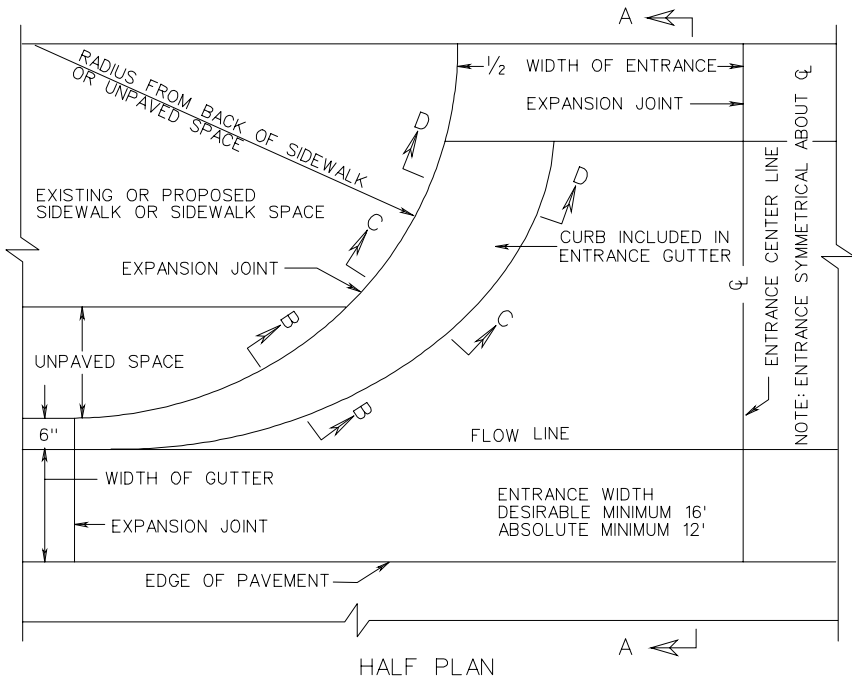 A
RADIUS FROM BACK OF SIDEWALK
OR UNPAVED SPACE
1/2 WIDTH OF ENTRANCE
EXPANSION JOINT
D
D
EXISTING OR PROPOSED
SIDEWALK OR SIDEWALK SPACE
C
CURB INCLUDED IN
ENTRANCE GUTTER
EXPANSION JOINT
ENTRANCE CENTER LINE
℄
NOTE: ENTRANCE SYMMETRICAL ABOUT ℄
B
C
UNPAVED SPACE
B
6"
FLOW LINE
WIDTH OF GUTTER
ENTRANCE WIDTH
DESIRABLE MINIMUM 16'
ABSOLUTE MINIMUM 12'
EXPANSION JOINT
EDGE OF PAVEMENT
A
HALF PLAN